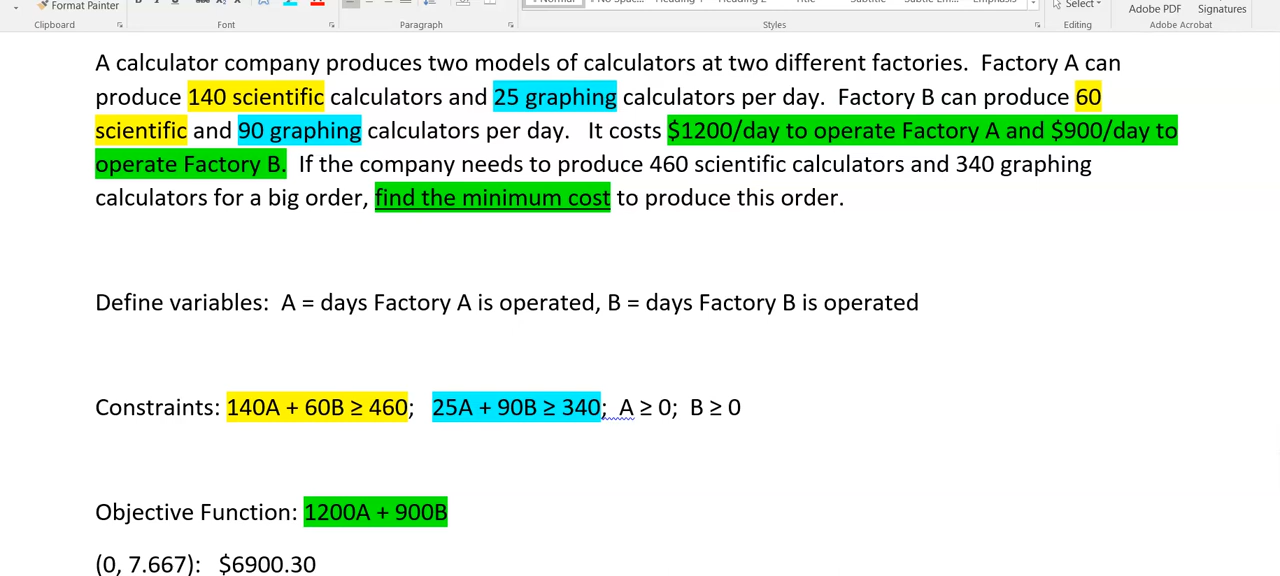 Format Painter
Select
Adobe PDF
Signatures
Clipboard
Font
Paragraph
Styles
Editing
Adobe Acrobat
A calculator company produces two models of calculators at two different factories. Factory A can
produce 140 scientific calculators and 25 graphing calculators per day. Factory B can produce 60
scientific and 90 graphing calculators per day. It costs $1200/day to operate Factory A and $900/day to
operate Factory B. If the company needs to produce 460 scientific calculators and 340 graphing
calculators for a big order, find the minimum cost to produce this order.
Define variables: A = days Factory A is operated, B = days Factory B is operated
Constraints: 140A + 60B ≥ 460; 25A + 90B ≥ 340; A ≥ 0; B ≥ 0
Objective Function: 1200A + 900B
(0, 7.667): $6900.30